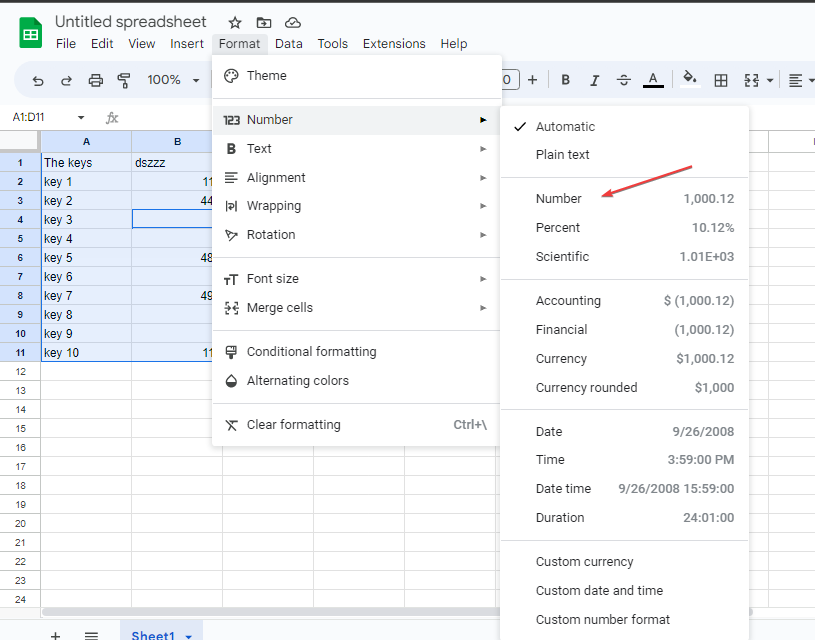 Untitled spreadsheet
File Edit View Insert Format Data Tools Extensions Help
100% 0 + B I A
A1:D11 fx
Theme
123 Number
B Text
Alignment
Wrapping
Rotation
Font size
Merge cells
Conditional formatting
Alternating colors
Clear formatting Ctrl+\
Automatic
Plain text
Number 1,000.12
Percent 10.12%
Scientific 1.01E+03
Accounting $ (1,000.12)
Financial (1,000.12)
Currency $1,000.12
Currency rounded $1,000
Date 9/26/2008
Time 3:59:00 PM
Date time 9/26/2008 15:59:00
Duration 24:01:00
Custom currency
Custom date and time
Custom number format
A B
1 The keys dszzz
2 key 1 11
3 key 2 44
4 key 3
5 key 4
6 key 5 48
7 key 6
8 key 7 49
9 key 8
10 key 9
11 key 10 11
12
13
14
15
16
17
18
19
20
21
22
23
24
+ Sheet1